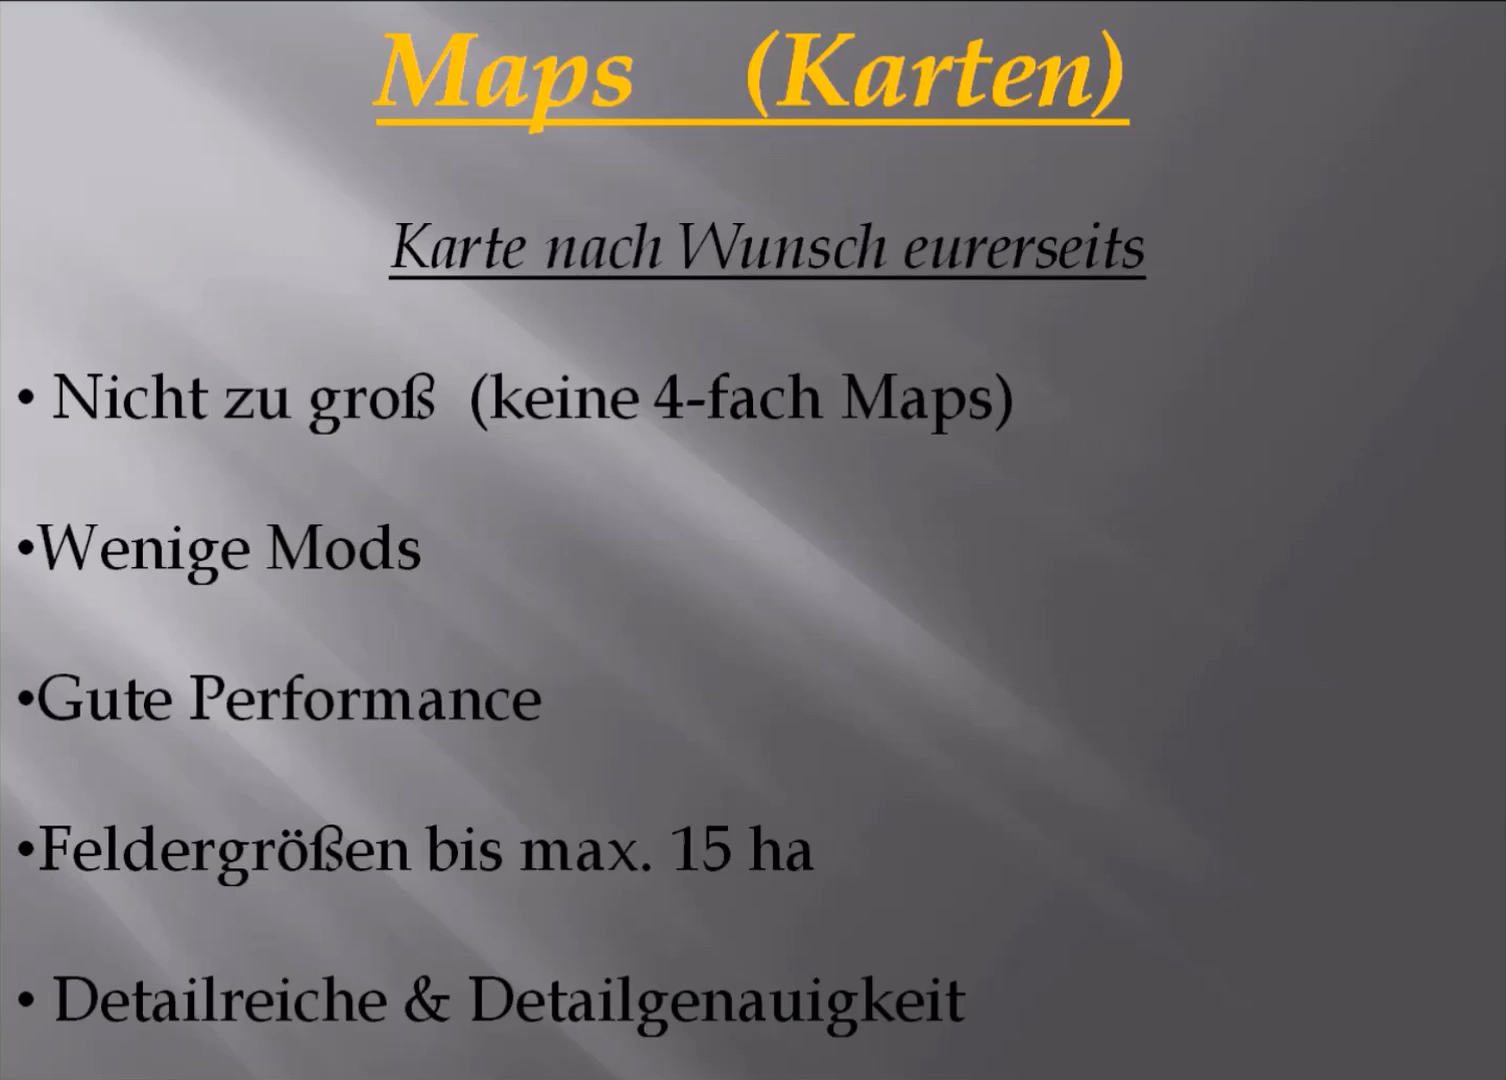 Maps (Karten)
Karte nach Wunsch eurerseits
• Nicht zu groß (keine 4-fach Maps)
•Wenige Mods
•Gute Performance
•Feldergrößen bis max. 15 ha
• Detailreiche & Detailgenauigkeit